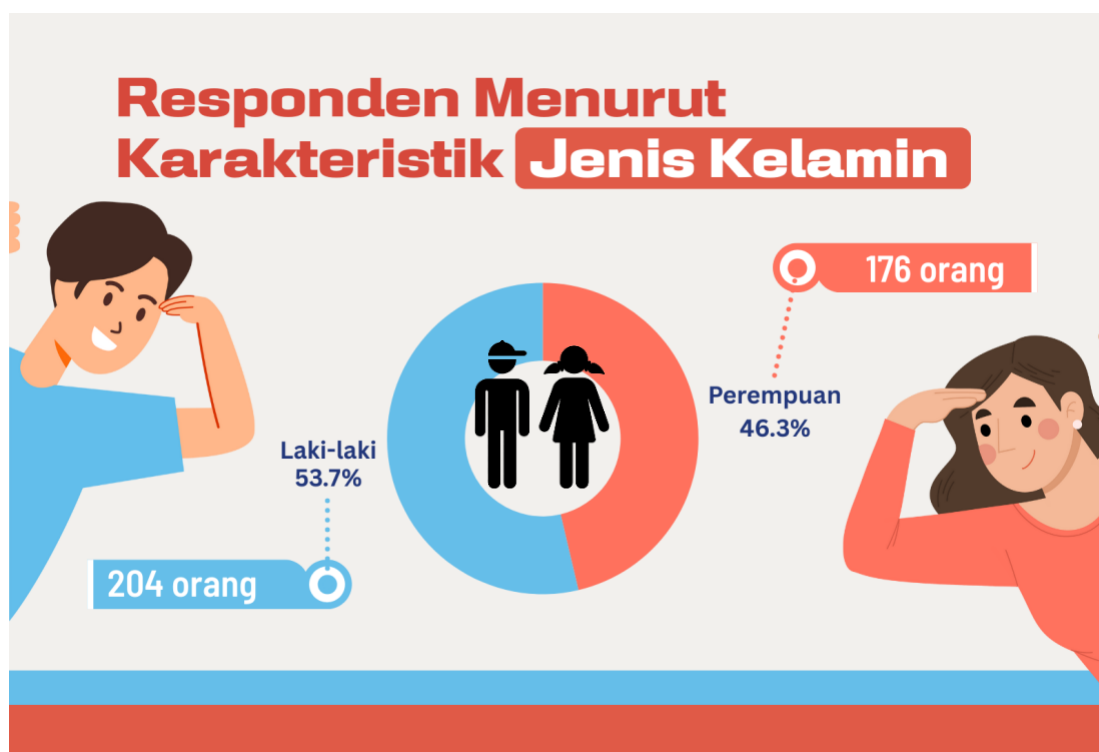 Responden Menurut
Karakteristik Jenis Kelamin
176 orang
Perempuan
46.3%
Laki-laki
53.7%
204 orang